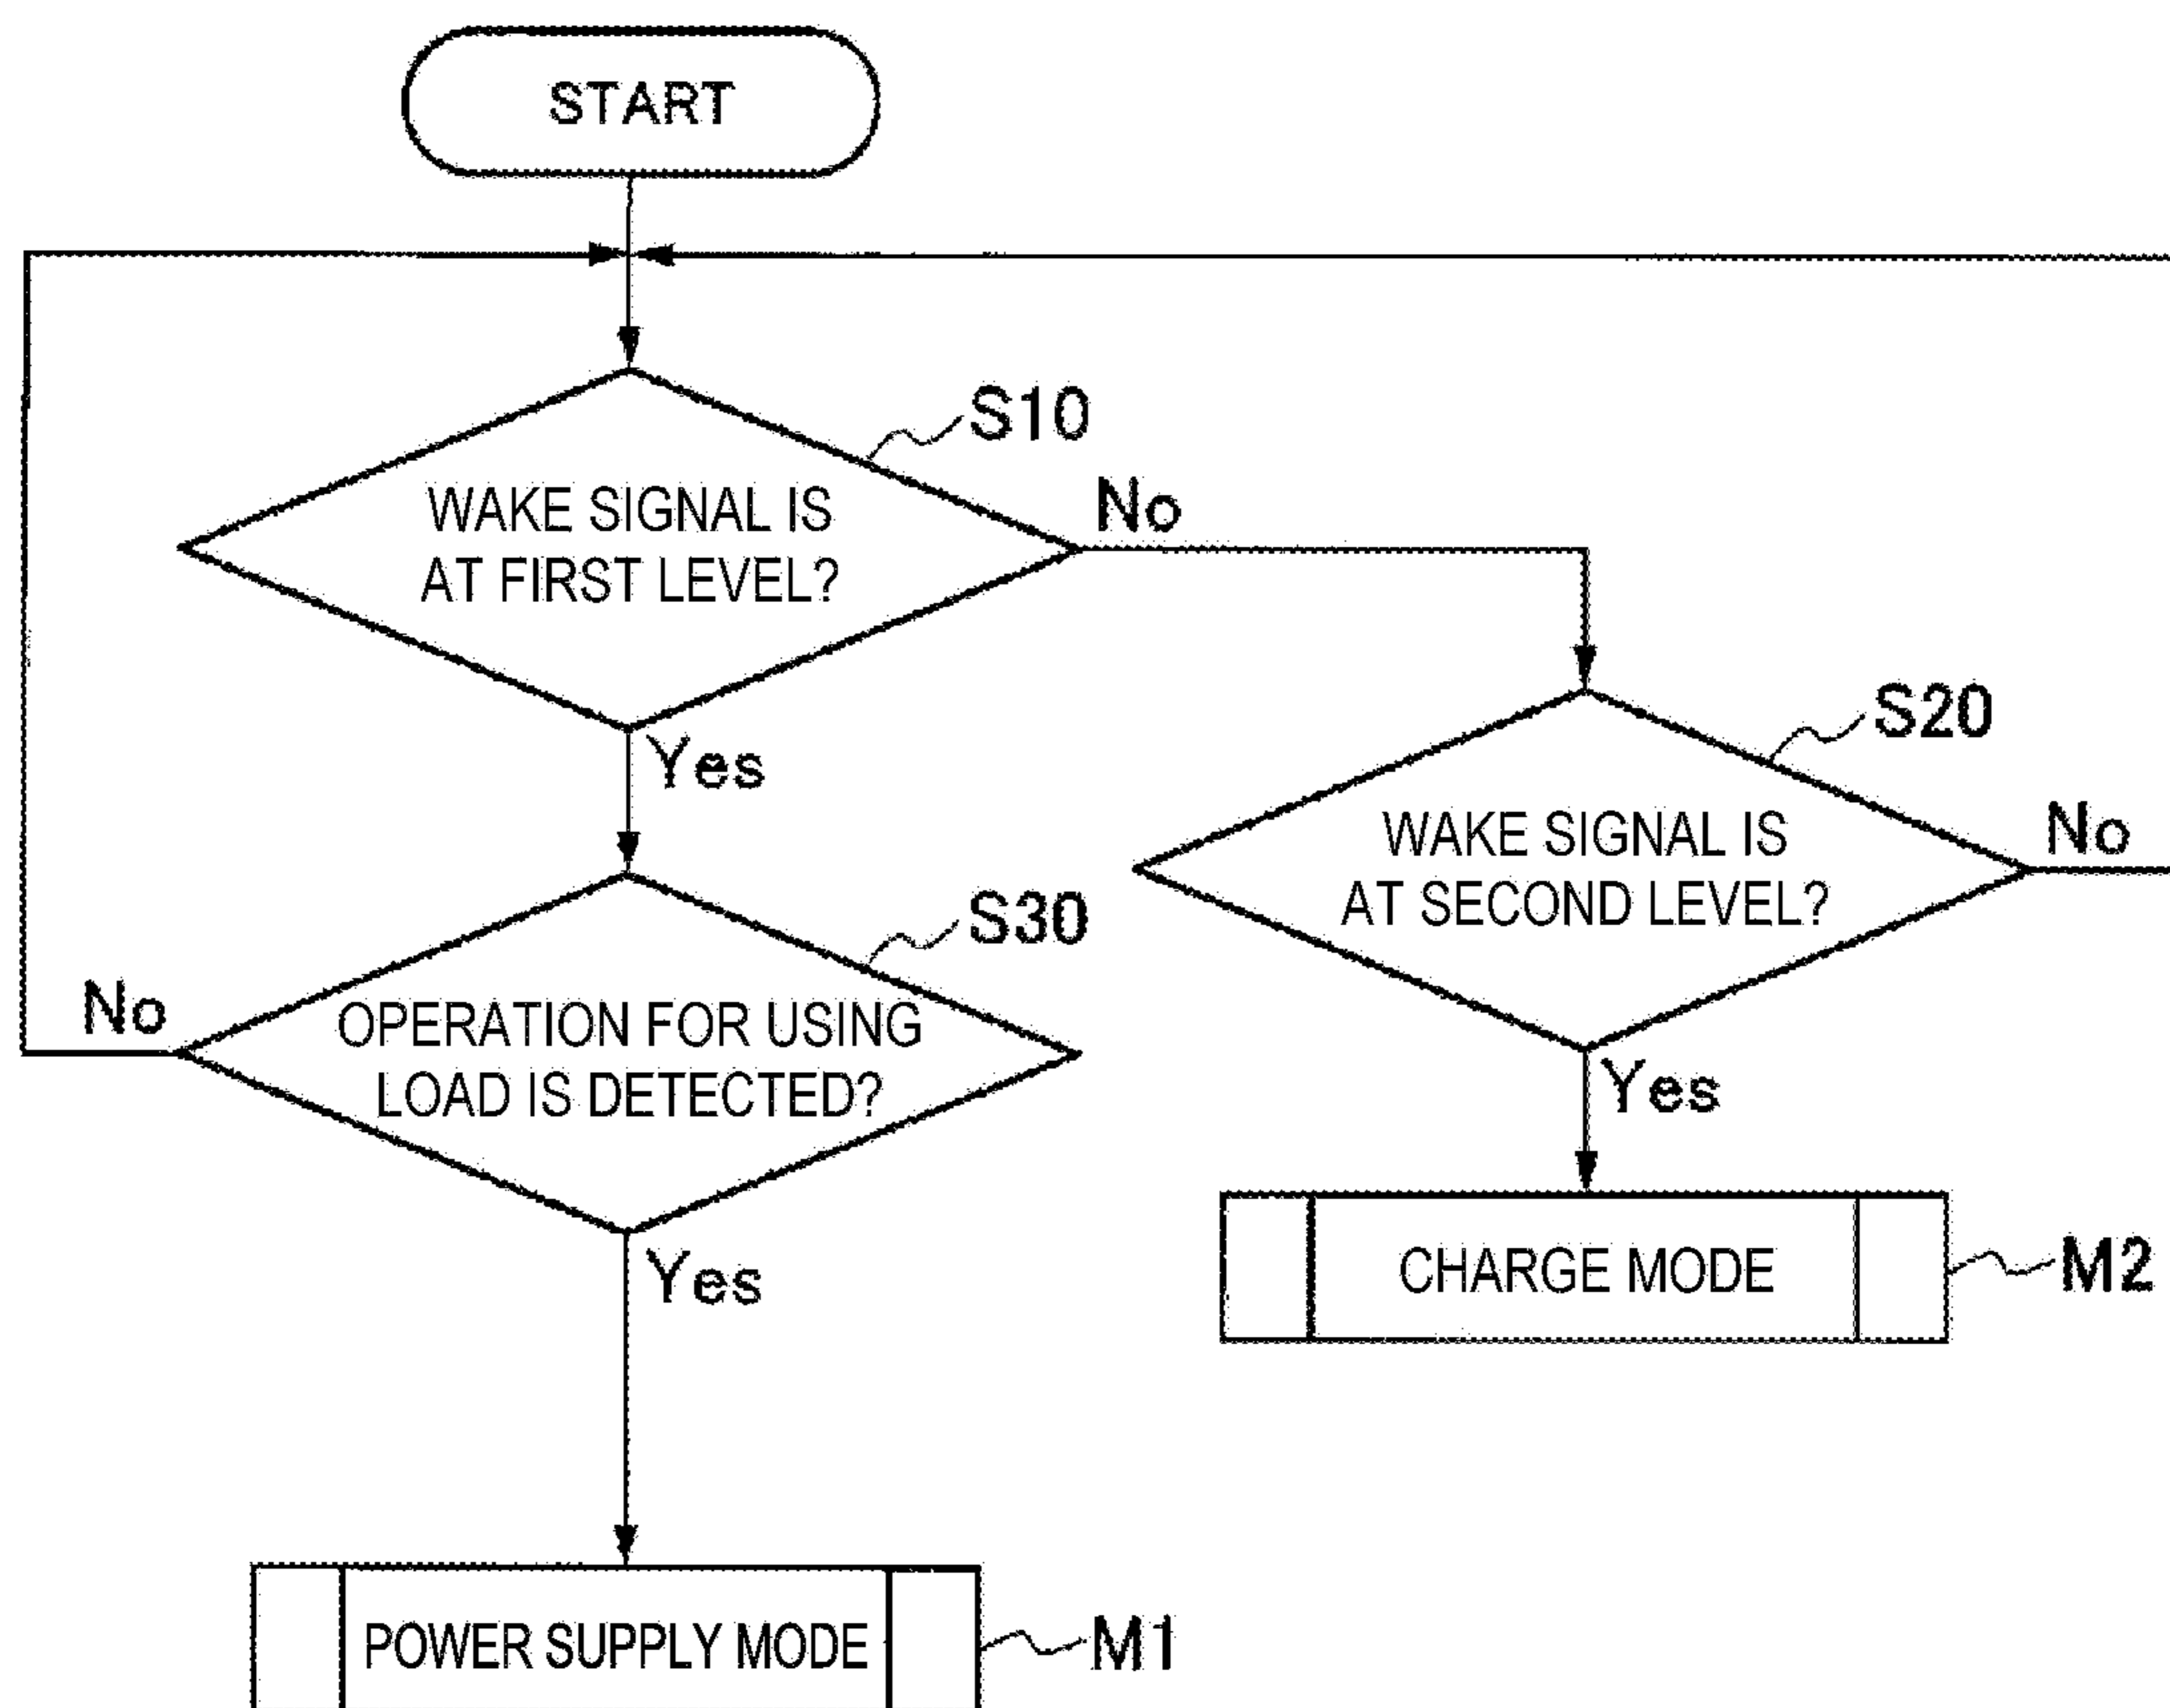 START
S10
WAKE SIGNAL IS
AT FIRST LEVEL?
No
Yes
S20
WAKE SIGNAL IS
AT SECOND LEVEL?
No
Yes
S30
OPERATION FOR USING
LOAD IS DETECTED?
No
Yes
CHARGE MODE
M2
POWER SUPPLY MODE
M1